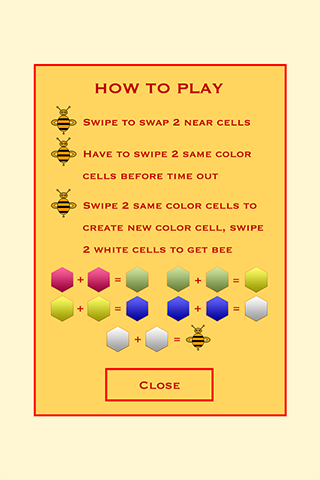 HOW TO PLAY
SWIPE TO SWAP 2 NEAR CELLS
HAVE TO SWIPE 2 SAME COLOR
CELLS BEFORE TIME OUT
SWIPE 2 SAME COLOR CELLS TO
CREATE NEW COLOR CELL, SWIPE
2 WHITE CELLS TO GET BEE
+ = + =
+ = + =
+ =
CLOSE